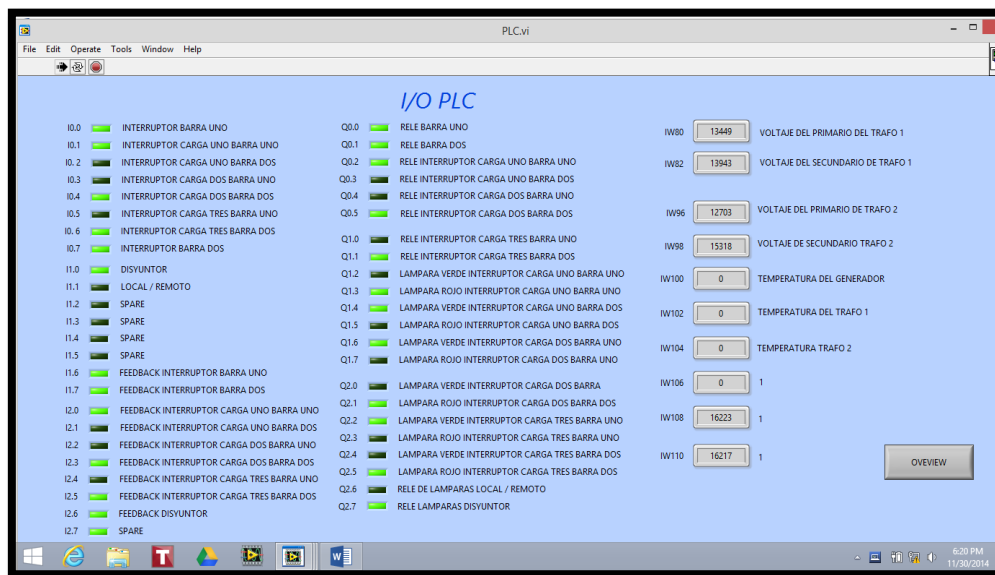 PLC.vi
File Edit Operate Tools Window Help
I/O PLC
I0.0 INTERRUPTOR BARRA UNO
I0.1 INTERRUPTOR CARGA UNO BARRA UNO
I0. 2 INTERRUPTOR CARGA UNO BARRA DOS
I0.3 INTERRUPTOR CARGA DOS BARRA UNO
I0.4 INTERRUPTOR CARGA DOS BARRA DOS
I0.5 INTERRUPTOR CARGA TRES BARRA UNO
I0. 6 INTERRUPTOR CARGA TRES BARRA DOS
I0.7 INTERRUPTOR BARRA DOS
I1.0 DISYUNTOR
I1.1 LOCAL / REMOTO
I1.2 SPARE
I1.3 SPARE
I1.4 SPARE
I1.5 SPARE
I1.6 FEEDBACK INTERRUPTOR BARRA UNO
I1.7 FEEDBACK INTERRUPTOR BARRA DOS
I2.0 FEEDBACK INTERRUPTOR CARGA UNO BARRA UNO
I2.1 FEEDBACK INTERRUPTOR CARGA UNO BARRA DOS
I2.2 FEEDBACK INTERRUPTOR CARGA DOS BARRA UNO
I2.3 FEEDBACK INTERRUPTOR CARGA DOS BARRA DOS
I2.4 FEEDBACK INTERRUPTOR CARGA TRES BARRA UNO
I2.5 FEEDBACK INTERRUPTOR CARGA TRES BARRA DOS
I2.6 FEEDBACK DISYUNTOR
I2.7 SPARE
Q0.0 RELE BARRA UNO
Q0.1 RELE BARRA DOS
Q0.2 RELE INTERRUPTOR CARGA UNO BARRA UNO
Q0.3 RELE INTERRUPTOR CARGA UNO BARRA DOS
Q0.4 RELE INTERRUPTOR CARGA DOS BARRA UNO
Q0.5 RELE INTERRUPTOR CARGA DOS BARRA DOS
Q1.0 RELE INTERRUPTOR CARGA TRES BARRA UNO
Q1.1 RELE INTERRUPTOR CARGA TRES BARRA DOS
Q1.2 LAMPARA VERDE INTERRUPTOR CARGA UNO BARRA UNO
Q1.3 LAMPARA ROJO INTERRUPTOR CARGA UNO BARRA UNO
Q1.4 LAMPARA VERDE INTERRUPTOR CARGA UNO BARRA DOS
Q1.5 LAMPARA ROJO INTERRUPTOR CARGA UNO BARRA DOS
Q1.6 LAMPARA VERDE INTERRUPTOR CARGA DOS BARRA UNO
Q1.7 LAMPARA ROJO INTERRUPTOR CARGA DOS BARRA UNO
Q2.0 LAMPARA VERDE INTERRUPTOR CARGA DOS BARRA
Q2.1 LAMPARA ROJO INTERRUPTOR CARGA DOS BARRA DOS
Q2.2 LAMPARA VERDE INTERRUPTOR CARGA TRES BARRA UNO
Q2.3 LAMPARA ROJO INTERRUPTOR CARGA TRES BARRA UNO
Q2.4 LAMPARA VERDE INTERRUPTOR CARGA TRES BARRA DOS
Q2.5 LAMPARA ROJO INTERRUPTOR CARGA TRES BARRA DOS
Q2.6 RELE DE LAMPARAS LOCAL / REMOTO
Q2.7 RELE LAMPARAS DISYUNTOR
IW80 13449 VOLTAJE DEL PRIMARIO DEL TRAFO 1
IW82 13943 VOLTAJE DEL SECUNDARIO DE TRAFO 1
IW96 12703 VOLTAJE DEL PRIMARIO DE TRAFO 2
IW98 15318 VOLTAJE DE SECUNDARIO TRAFO 2
IW100 0 TEMPERATURA DEL GENERADOR
IW102 0 TEMPERATURA DEL TRAFO 1
IW104 0 TEMPERATURA TRAFO 2
IW106 0 1
IW108 16223 1
IW110 16217 1
OVEVIEW
6:20 PM
11/30/2014